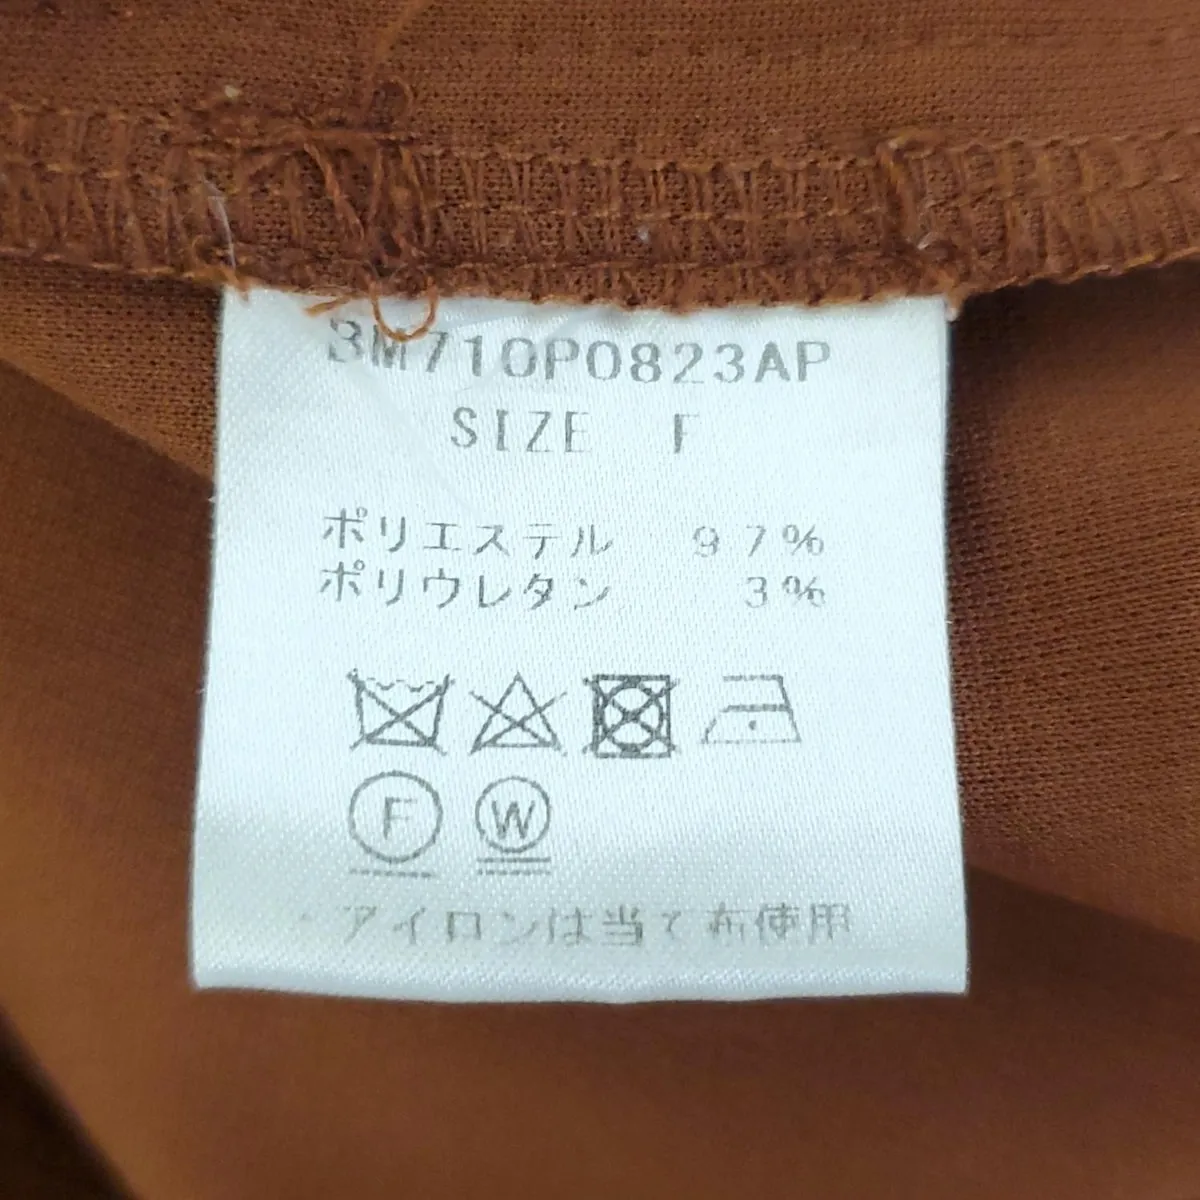 3M710P0823AP
SIZE F
ポリエステル 97%
ポリウレタン 3%
F
W
・アイロンは当て布使用